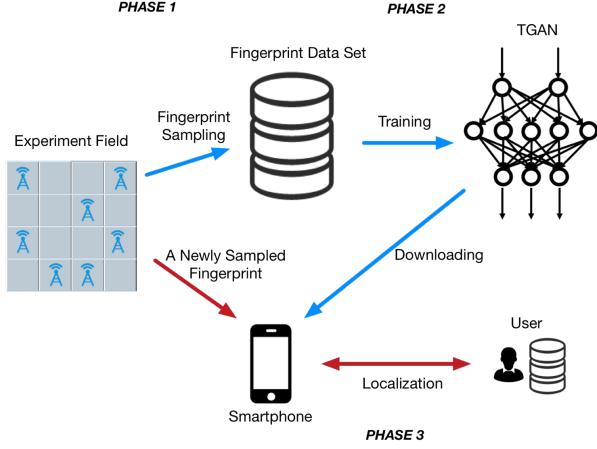 PHASE 1
PHASE 2
TGAN
Fingerprint Data Set
Fingerprint
Sampling
Training
Experiment Field
A Newly Sampled
Fingerprint
Downloading
User
Localization
Smartphone
PHASE 3